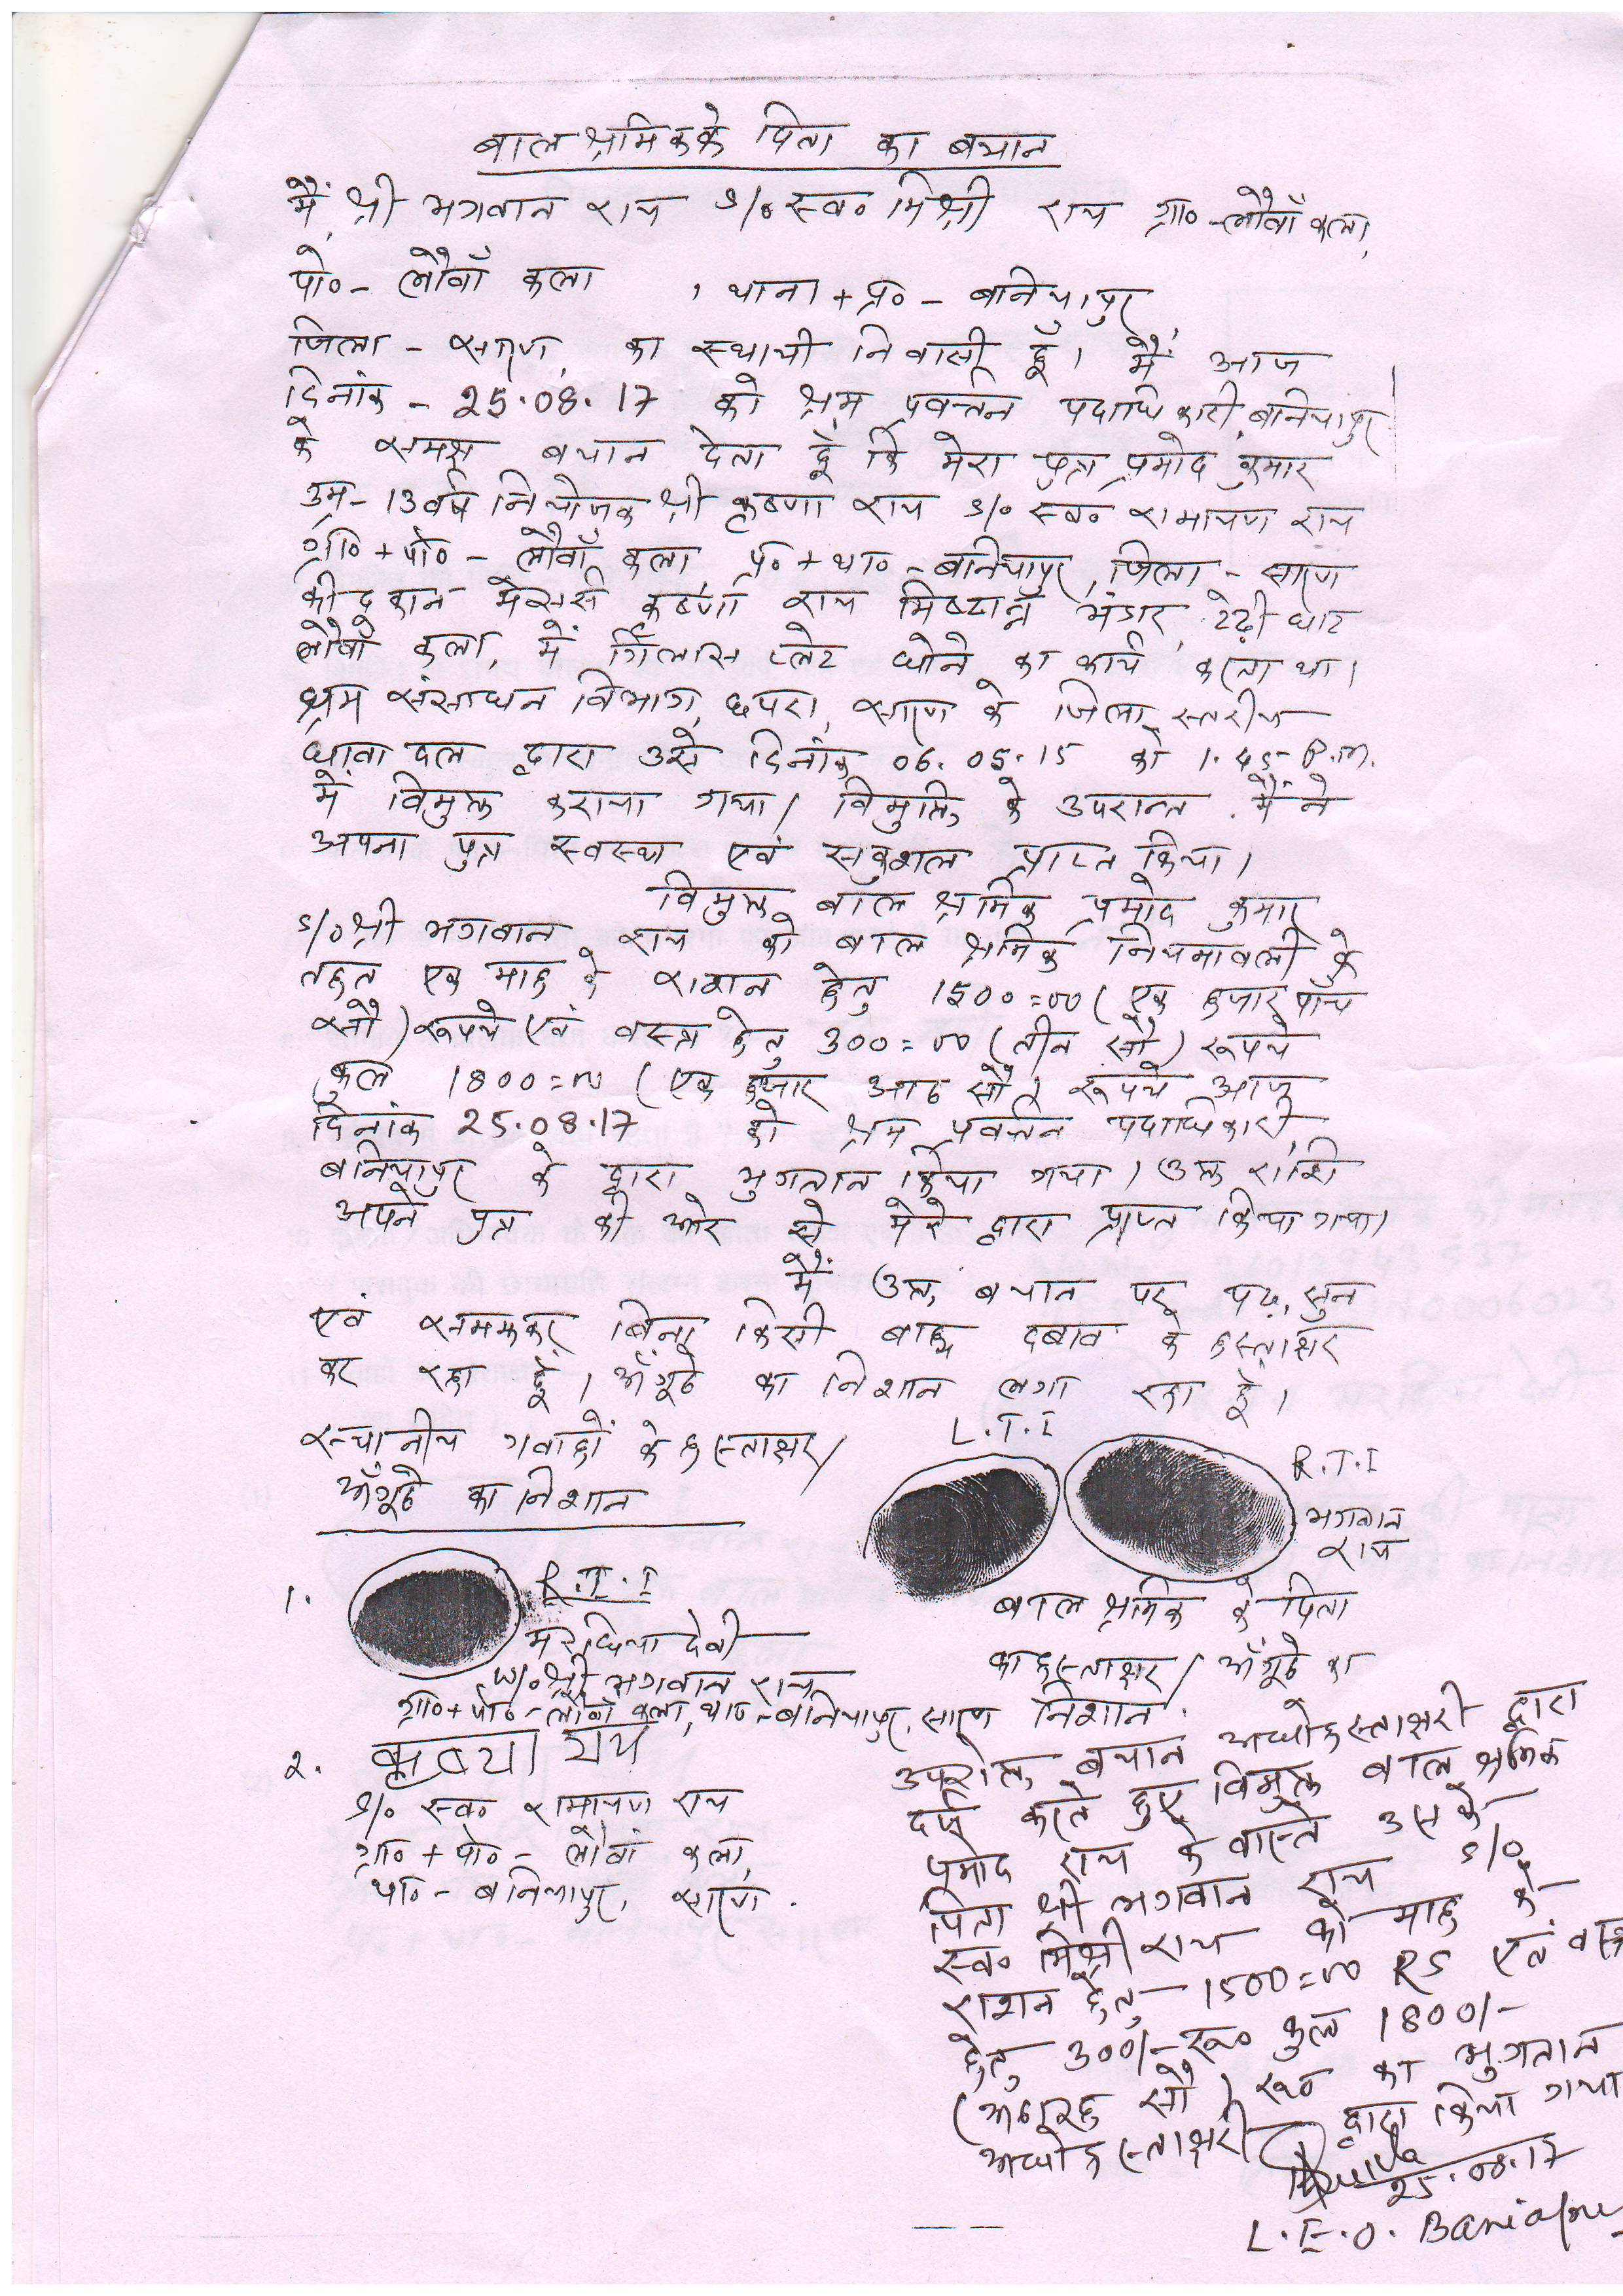 बाल श्रमिकके पिता का बयान
मैं, श्री भगवान राय S/o स्व० मिश्री राय ग्रा०-लौवाँ कला,
पो०- लौवाँ कला , थाना + प्र० - बनियापुर,
जिला - सारण, का स्थायी निवासी हूँ। मैं आज
दिनांक - 25.08.17 को श्रम प्रवर्त्तन पदाधिकारी, बनियापुर
के समक्ष बयान देता हूँ कि मेरा पुत्र प्रमोद कुमार
उम्र- 13 वर्ष नियोजक श्री कृष्णा राय S/o स्व० रामायण राय
ग्रा० + पो० - लौवाँ कला, प्र० + था० - बनियापुर, जिला - सारण
की दुकान मेसर्स कृष्णा राय मिष्टान्न भंडार, टेढ़ी घाट
लौवाँ कला, में गिलास प्लेट धोने का कार्य करता था।
श्रम संसाधन विभाग, छपरा, सारण के जिला स्तरीय
धावा दल द्वारा उसे दिनांक 06.05.15 को 1.45 P.m.
में विमुक्त कराया गया। विमुक्ति के उपरान्त मैंने
अपना पुत्र स्वस्थ एवं सकुशल प्राप्त किया।
विमुक्त बाल श्रमिक प्रमोद कुमार
S/o श्री भगवान राय को बाल श्रमिक नियमावली के
तहत एक माह के राशन हेतु 1500=00 (एक हजार पाँच
सौ) रूपये एवं वस्त्र हेतु 300=00 (तीन सौ) रूपये
कुल 1800=00 (एक हजार आठ सौ) रूपये आज
दिनांक 25.08.17 को श्रम प्रवर्त्तन पदाधिकारी,
बनियापुर के द्वारा भुगतान किया गया। उक्त राशि
अपने पुत्र की ओर से मेरे द्वारा प्राप्त किया गया।
मैं उक्त बयान पर पढ़, सुन
एवं समझकर बिना किसी बाह्य दबाव के हस्ताक्षर
कर रहा हूँ। अँगूठे का निशान लगा रहा हूँ।
स्थानीय गवाहों के हस्ताक्षर/
अँगूठे का निशान
L.T.I
R.T.I
भगवान
राय
बाल श्रमिक के पिता
का हस्ताक्षर / अँगूठे का
निशान.
1.
R.T.I
देवी
W/o श्री भगवान राय
ग्रा०+पो० - लौवाँ कला, था० - बनियापुर, सारण
2. कृष्णा राय
S/o स्व० रामायण राय
ग्रा० + पो० - लौवां कला,
था० - बनियापुर, सारण.
उपरोक्त बयान अधोहस्ताक्षरी द्वारा
दर्ज करते हुए विमुक्त बाल श्रमिक
प्रमोद राय के वास्ते उसके
पिता श्री भगवान राय S/o
स्व० मिश्री राय को माह के
राशन हेतु 1500=00 RS एवं वस्त्र
हेतु 300/- रू० कुल 1800/-
(अठारह सौ) रू० का भुगतान
अधोहस्ताक्षरी द्वारा किया गया
25.08.17
L.E.O. Baniapur